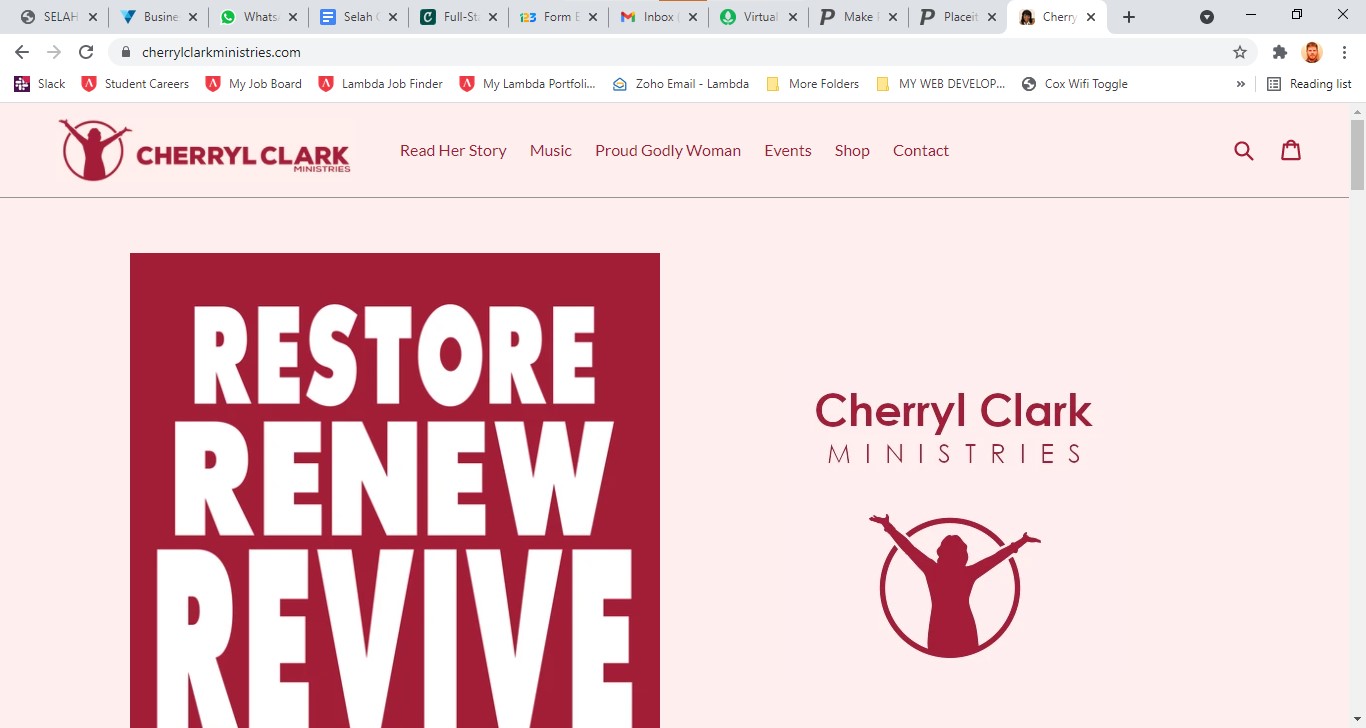 SELAH
Busine
Whats
Selah
Full-St
123 Form E
Inbox
Virtual
Make
Placeit
Cherry
cherrylclarkministries.com
Slack
Student Careers
My Job Board
Lambda Job Finder
My Lambda Portfoli...
Zoho Email - Lambda
More Folders
MY WEB DEVELOP...
Cox Wifi Toggle
»
Reading list
CHERRYL CLARK
MINISTRIES
Read Her Story
Music
Proud Godly Woman
Events
Shop
Contact
RESTORE
RENEW
REVIVE
Cherryl Clark
MINISTRIES